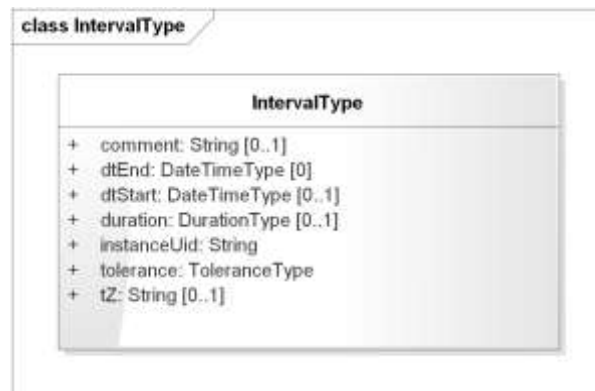 class IntervalType
IntervalType
+ comment: String [0..1]
+ dtEnd: DateTimeType [0]
+ dtStart: DateTimeType [0..1]
+ duration: DurationType [0..1]
+ instanceUid: String
+ tolerance: ToleranceType
+ tZ: String [0..1]